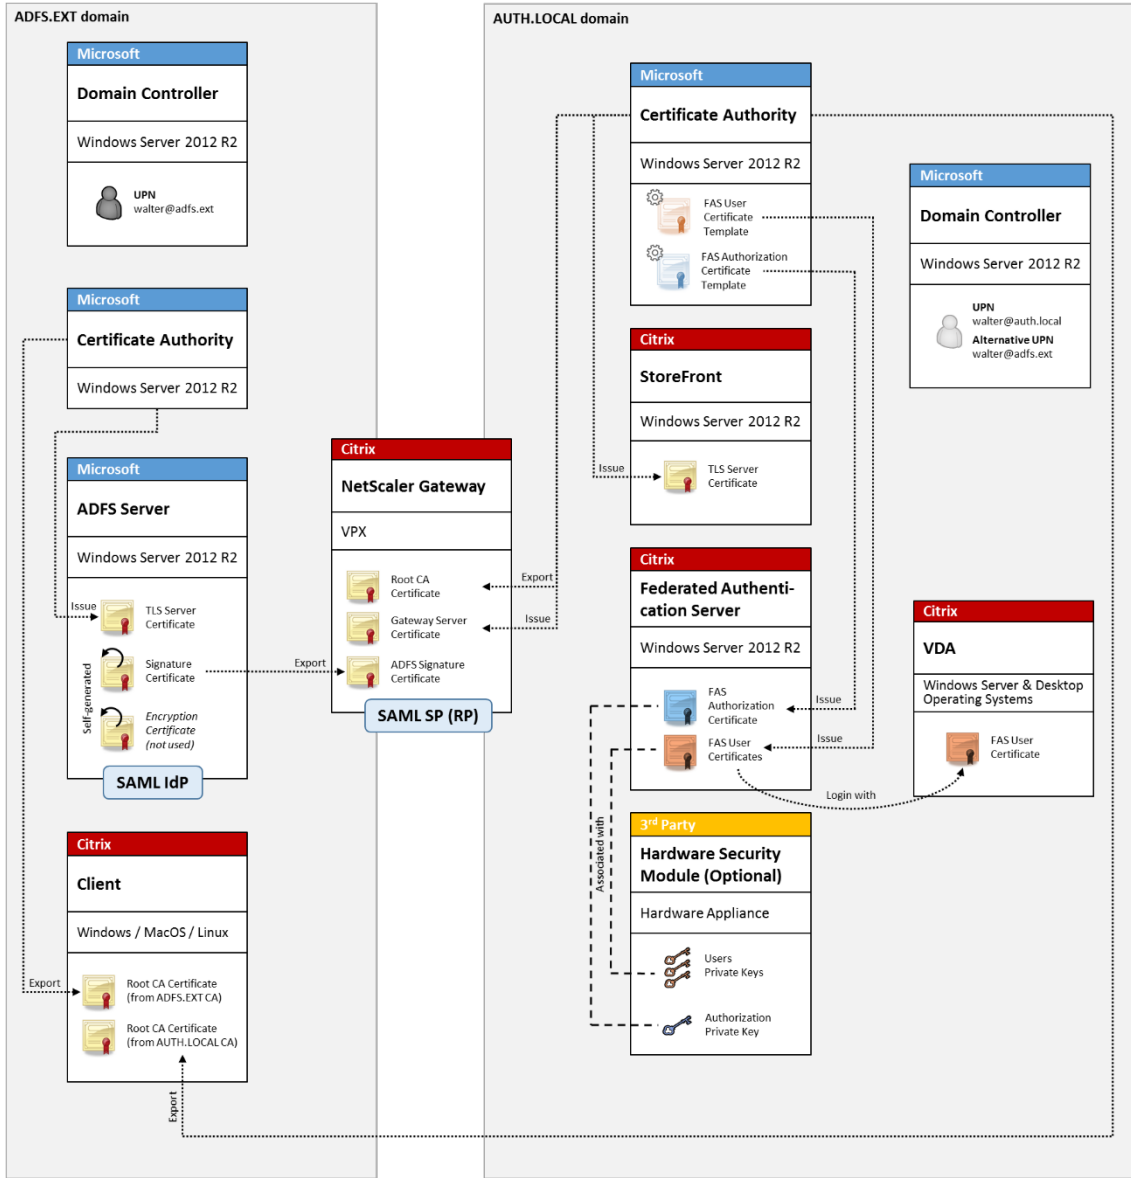 ADFS.EXT domain
Microsoft
Domain Controller
Windows Server 2012 R2
UPN
walter@adfs.ext
Microsoft
Certificate Authority
Windows Server 2012 R2
Microsoft
ADFS Server
Windows Server 2012 R2
Issue
TLS Server
Certificate
Self-generated
Signature
Certificate
Encryption
Certificate
(not used)
SAML IdP
Citrix
Client
Windows / MacOS / Linux
Export
Root CA Certificate
(from ADFS.EXT CA)
Root CA Certificate
(from AUTH.LOCAL CA)
Export
Citrix
NetScaler Gateway
VPX
Root CA
Certificate
Export
Gateway Server
Certificate
Issue
Export
ADFS Signature
Certificate
SAML SP (RP)
AUTH.LOCAL domain
Microsoft
Certificate Authority
Windows Server 2012 R2
FAS User
Certificate
Template
FAS Authorization
Certificate
Template
Citrix
StoreFront
Windows Server 2012 R2
Issue
TLS Server
Certificate
Citrix
Federated Authenti-
cation Server
Windows Server 2012 R2
FAS
Authorization
Certificate
Issue
FAS User
Certificates
Issue
Login with
Associated with
3rd Party
Hardware Security
Module (Optional)
Hardware Appliance
Users
Private Keys
Authorization
Private Key
Microsoft
Domain Controller
Windows Server 2012 R2
UPN
walter@auth.local
Alternative UPN
walter@adfs.ext
Citrix
VDA
Windows Server & Desktop
Operating Systems
FAS User
Certificate